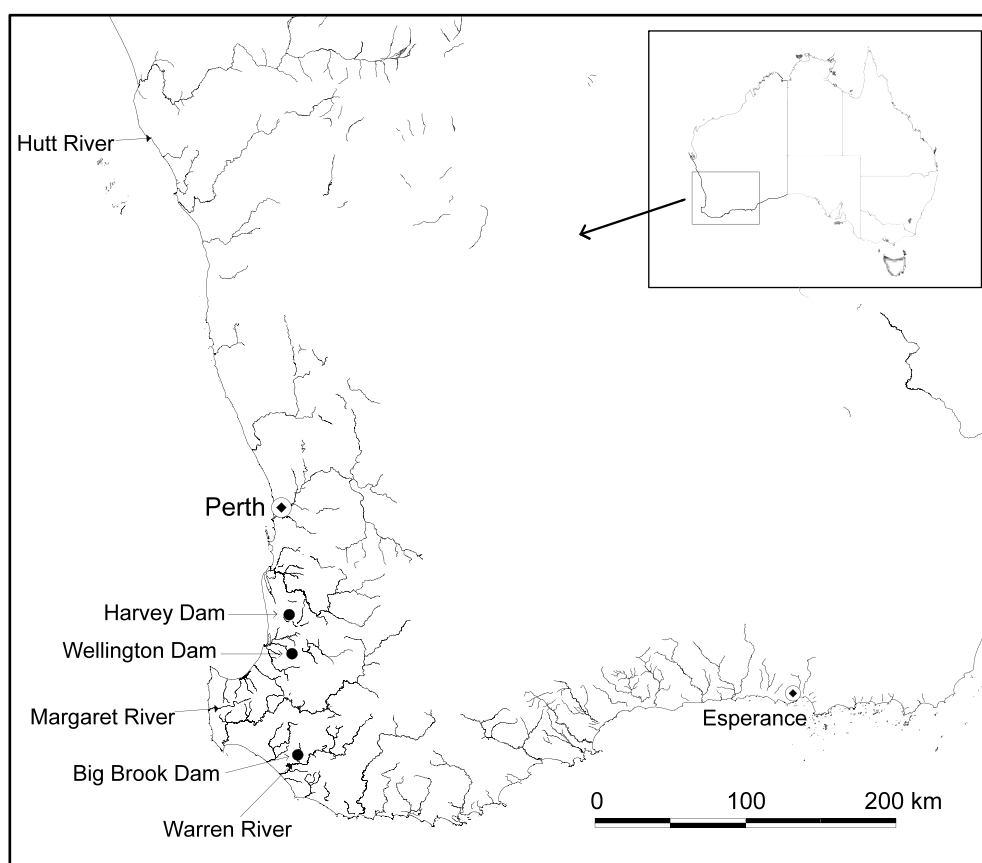 Hutt River
Perth
Harvey Dam
Wellington Dam
Margaret River
Esperance
Big Brook Dam
Warren River
0 100 200 km